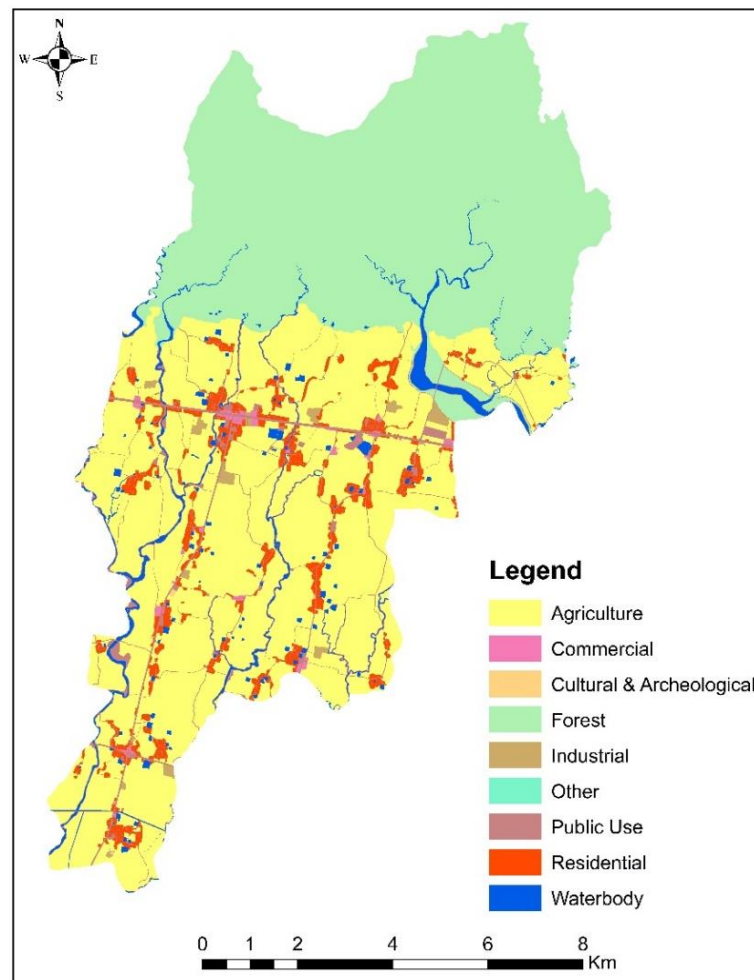 N
W E
S
Legend
Agriculture
Commercial
Cultural & Archeological
Forest
Industrial
Other
Public Use
Residential
Waterbody
0 1 2 4 6 8
Km